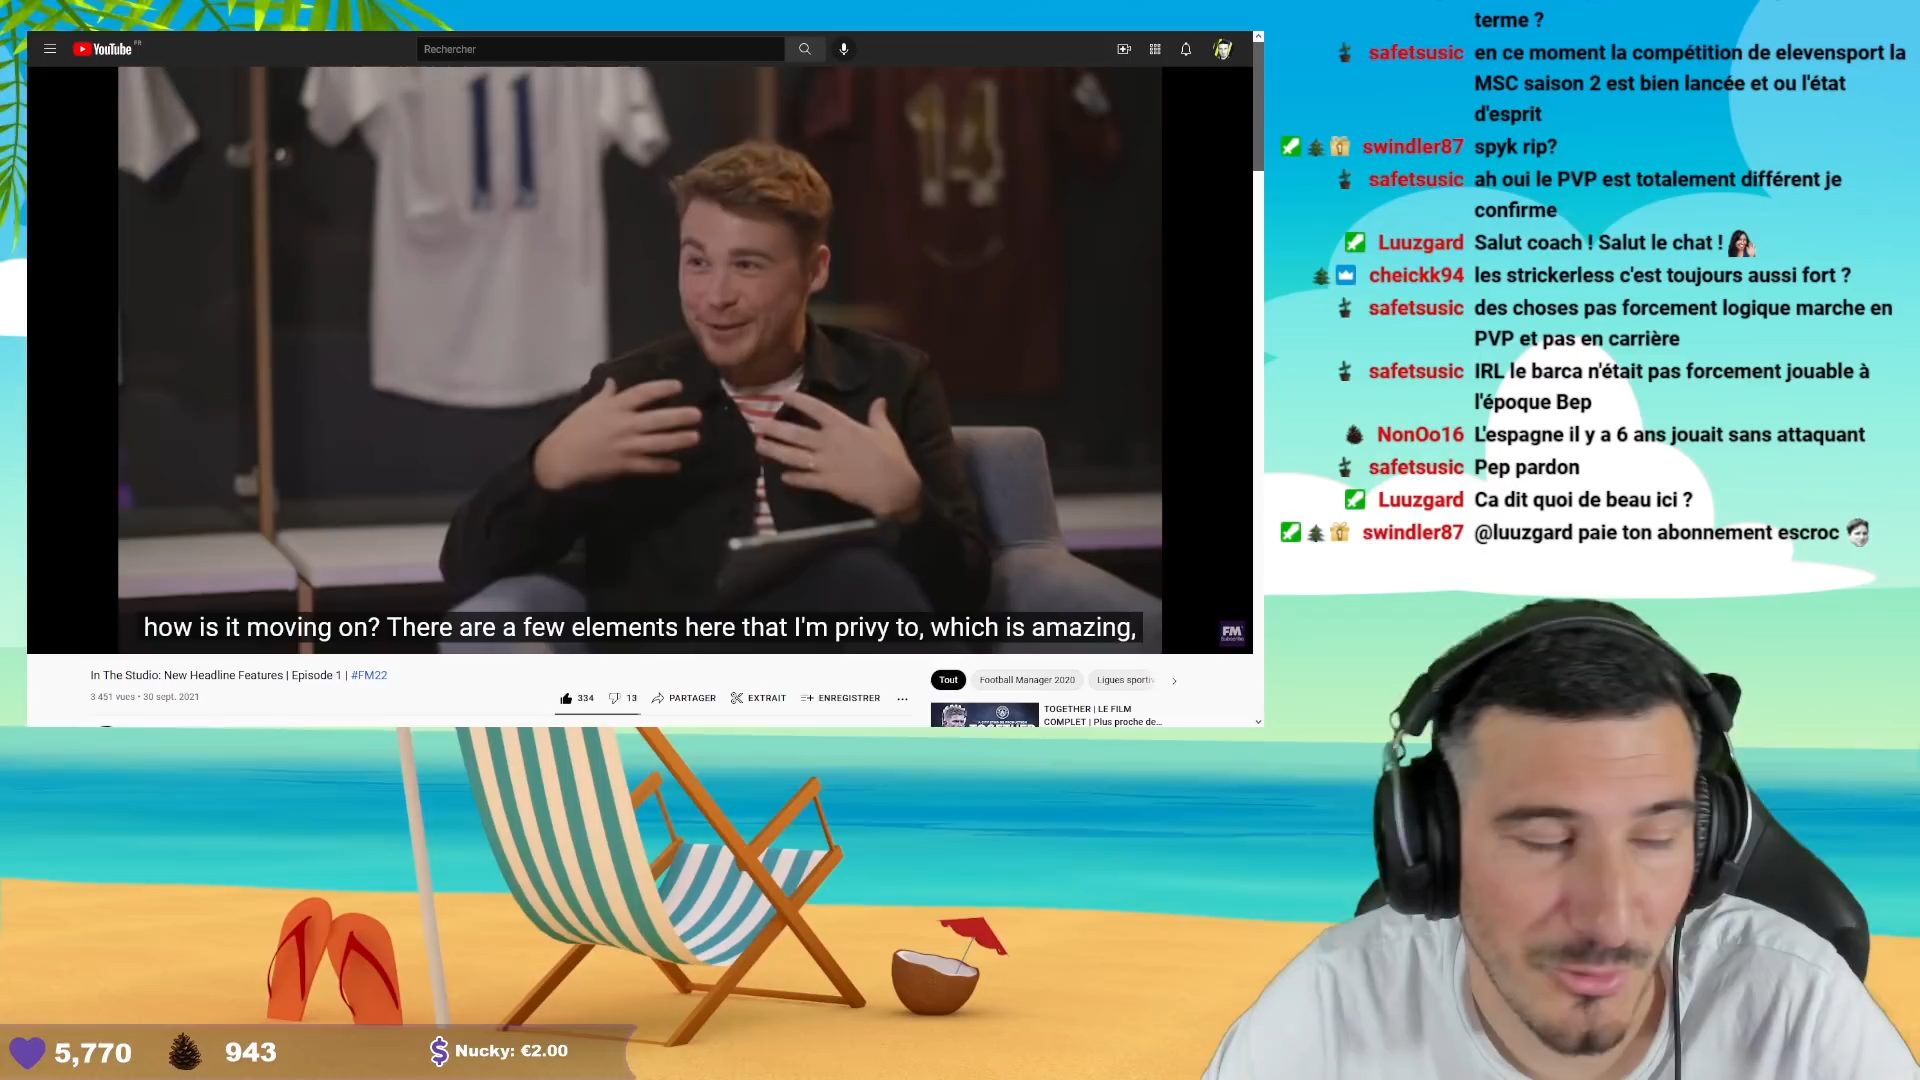 YouTube FR
Rechercher
11
how is it moving on? There are a few elements here that I'm privy to, which is amazing,
FM
Subscribe
In The Studio: New Headline Features | Episode 1 | #FM22
3 451 vues • 30 sept. 2021
334
13
PARTAGER
EXTRAIT
ENREGISTRER
Tout
Football Manager 2020
Ligues sportiv
TOGETHER | LE FILM
COMPLET | Plus proche de...
terme ?
safetsusic en ce moment la compétition de elevensport la
MSC saison 2 est bien lancée et ou l'état
d'esprit
swindler87 spyk rip?
safetsusic ah oui le PVP est totalement différent je
confirme
Luuzgard Salut coach ! Salut le chat !
cheickk94 les strickerless c'est toujours aussi fort ?
safetsusic des choses pas forcement logique marche en
PVP et pas en carrière
safetsusic IRL le barca n'était pas forcement jouable à
l'époque Bep
NonOo16 L'espagne il y a 6 ans jouait sans attaquant
safetsusic Pep pardon
Luuzgard Ca dit quoi de beau ici ?
swindler87 @luuzgard paie ton abonnement escroc
5,770
943
Nucky: €2.00